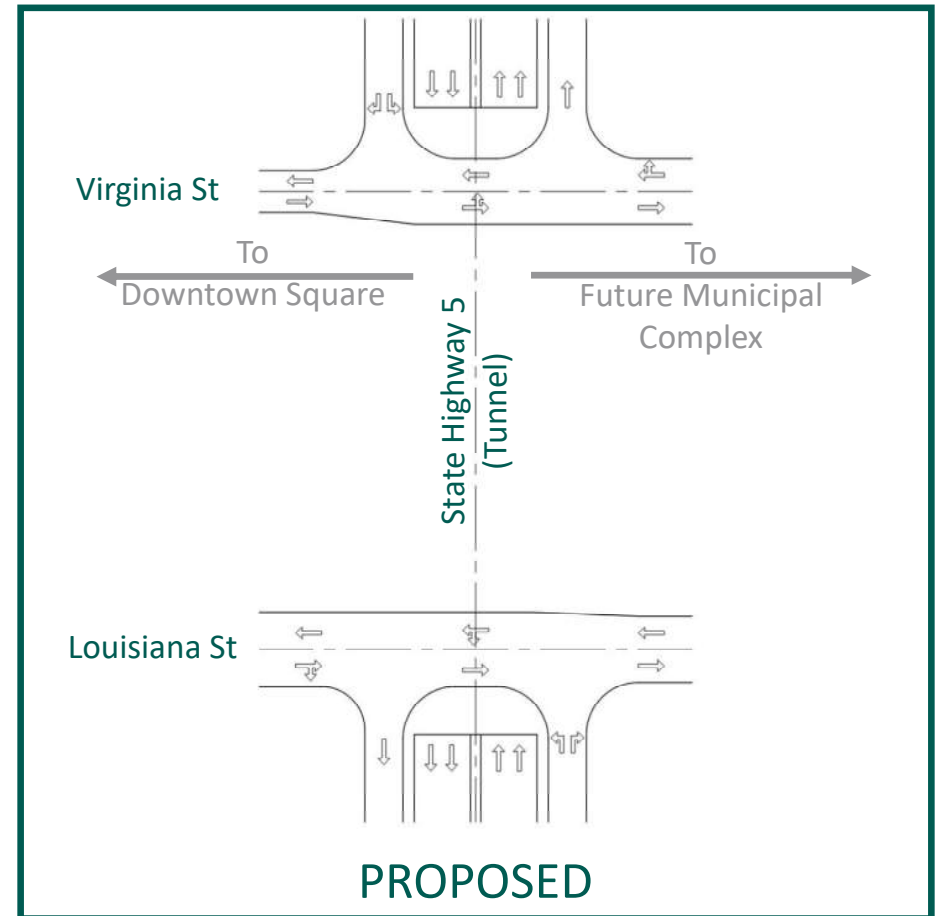 Virginia St
To
Downtown Square
To
Future Municipal
Complex
State Highway 5
(Tunnel)
Louisiana St
PROPOSED